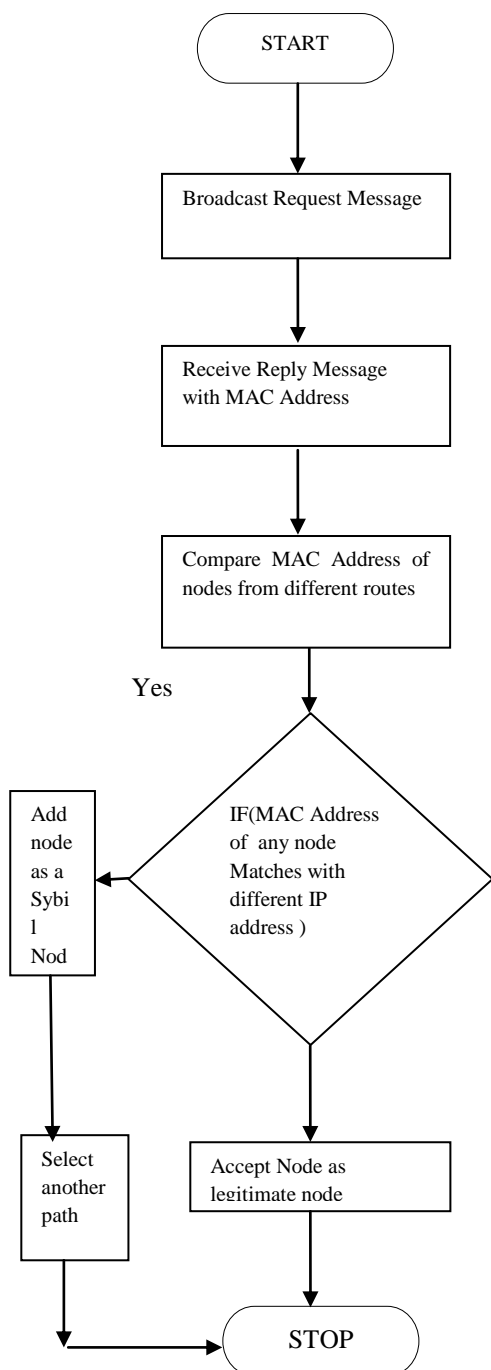 START
Broadcast Request Message
Receive Reply Message
with MAC Address
Compare MAC Address of
nodes from different routes
Yes
IF(MAC Address
of any node
Matches with
different IP
address )
Add
node
as a
Sybi
l
Nod
Select
another
path
Accept Node as
legitimate node
STOP